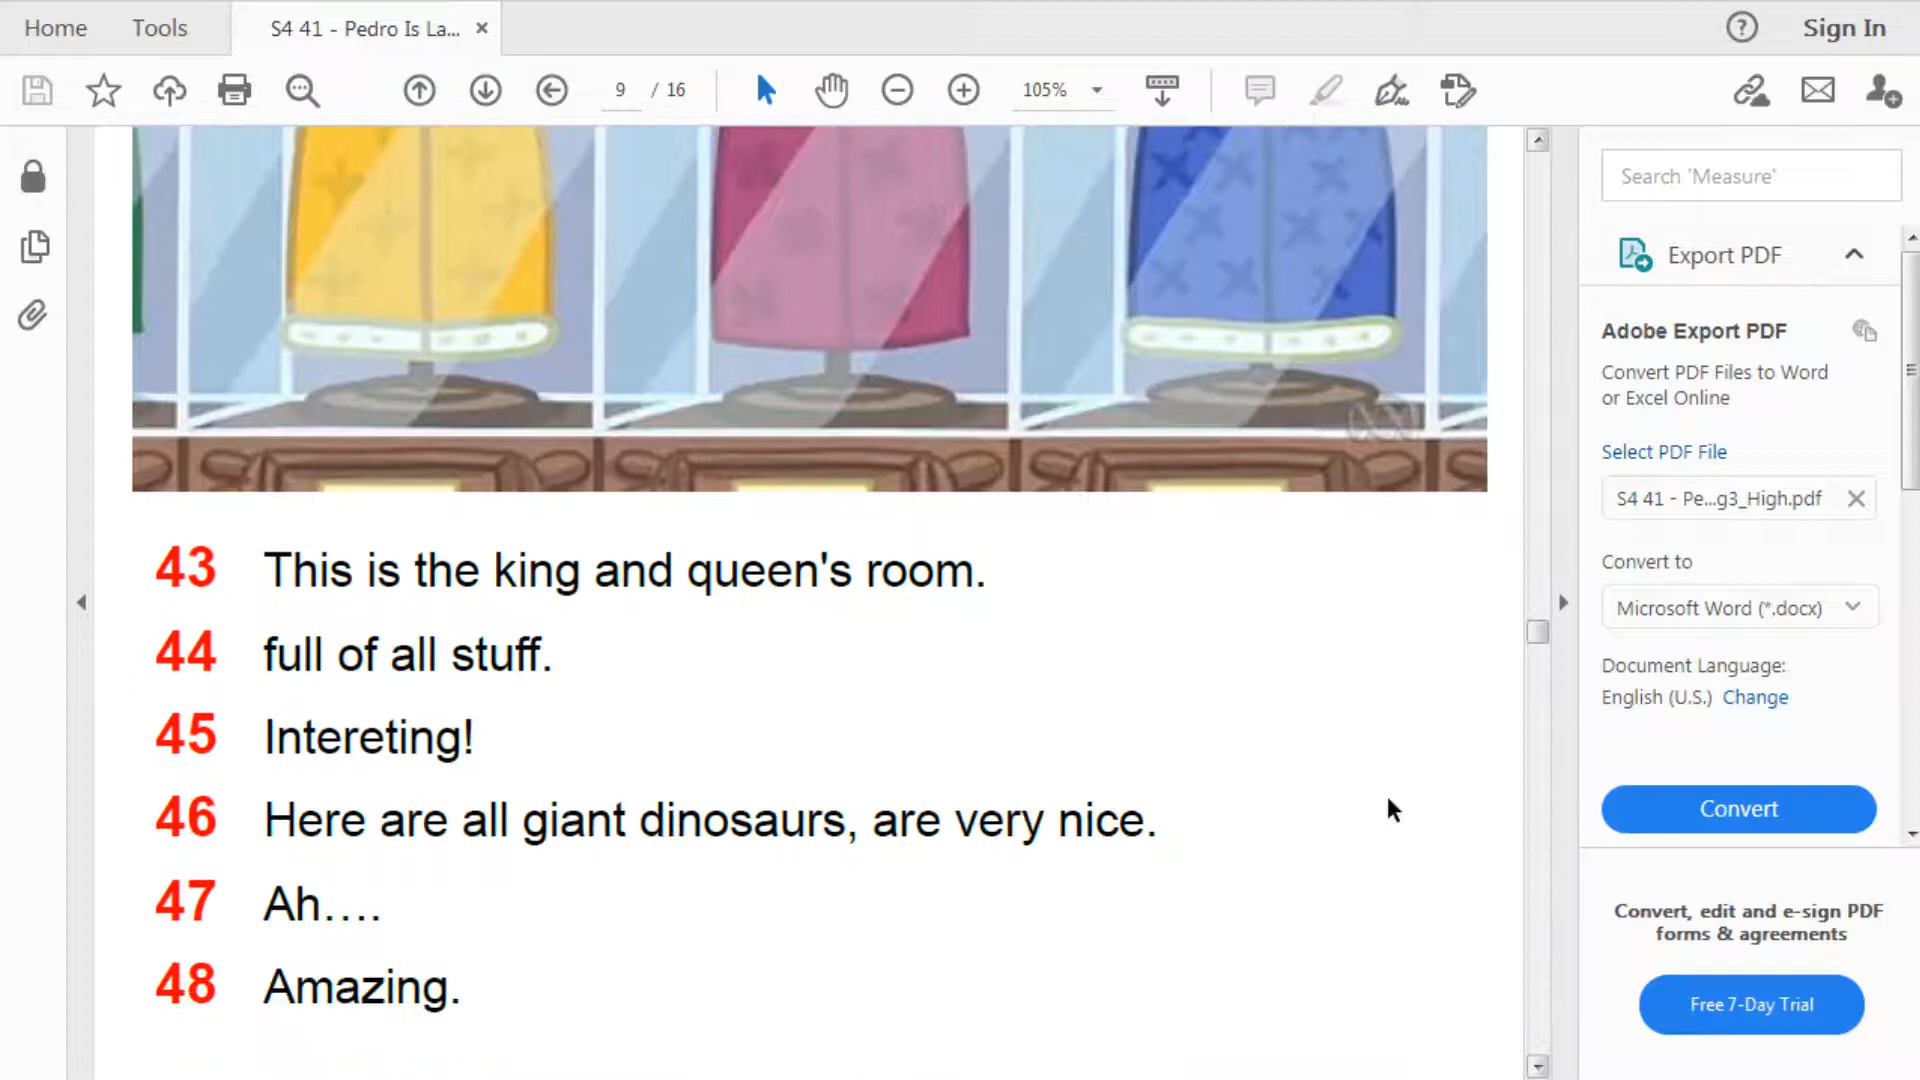 Home
Tools
S4 41 - Pedro Is La...
Sign In
9 / 16
105%
Search 'Measure'
Export PDF
Adobe Export PDF
Convert PDF Files to Word
or Excel Online
Select PDF File
S4 41 - Pe...g3_High.pdf
Convert to
Microsoft Word (*.docx)
Document Language:
English (U.S.) Change
Convert
Convert, edit and e-sign PDF
forms & agreements
Free 7-Day Trial
43 This is the king and queen's room.
44 full of all stuff.
45 Intereting!
46 Here are all giant dinosaurs, are very nice.
47 Ah....
48 Amazing.